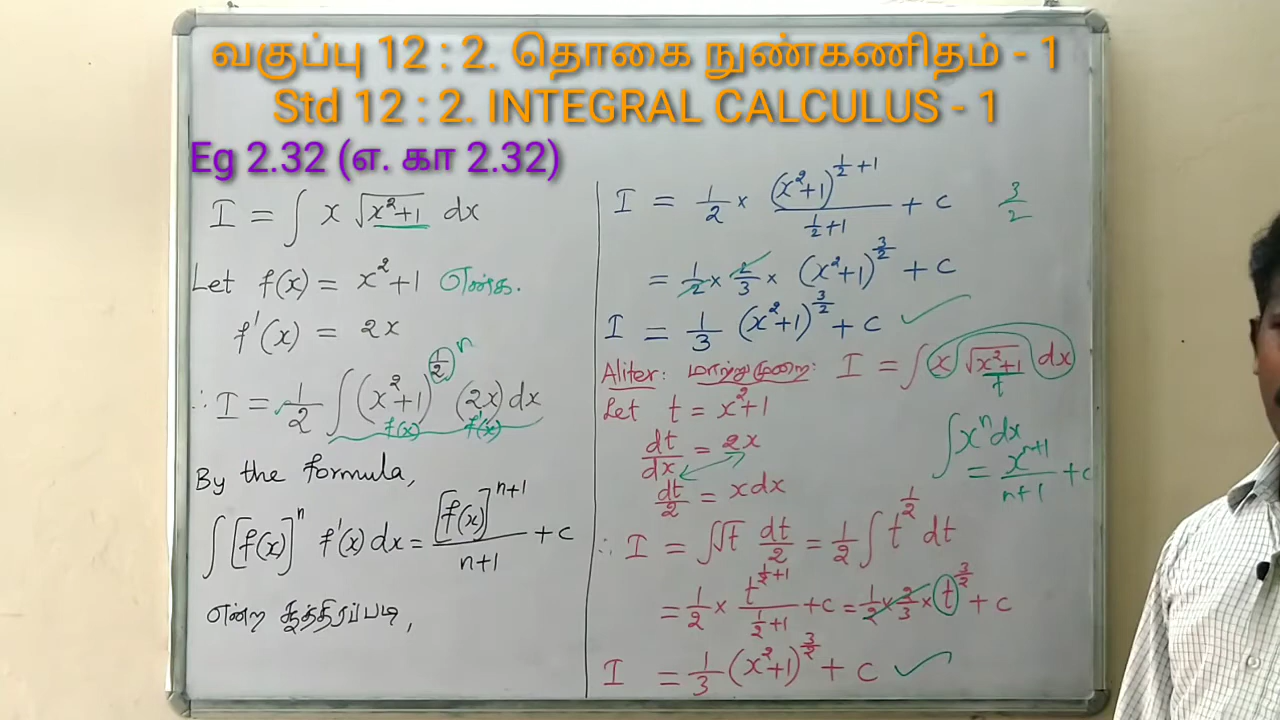 வகுப்பு 12 : 2. தொகை நுண்கணிதம் - 1
Std 12 : 2. INTEGRAL CALCULUS - 1
Eg 2.32 (எ. கா 2.32)
I = ∫ x √(x²+1) dx
Let f(x) = x²+1 என்க.
f'(x) = 2x
∴ I = 1/2 ∫ (x²+1)^(1/2) (2x) dx
n
f(x) f'(x)
By the formula,
∫ [f(x)]^n f'(x) dx = [f(x)]^(n+1) / (n+1) + c
என்ற சூத்திரப்படி,
I = 1/2 × (x²+1)^(1/2+1) / (1/2+1) + c
3/2
= 1/2 × 2/3 × (x²+1)^(3/2) + c
I = 1/3 (x²+1)^(3/2) + c ✓
Aliter: மாற்றுமுறை: I = ∫ x √(x²+1) dx
t
Let t = x²+1
dt/dx = 2x
dt/2 = x dx
∫ x^n dx
= x^(n+1) / (n+1) + c
∴ I = ∫ √t dt/2 = 1/2 ∫ t^(1/2) dt
= 1/2 × t^(1/2+1) / (1/2+1) + c = 1/2 × 2/3 × t^(3/2) + c
I = 1/3 (x²+1)^(3/2) + c ✓